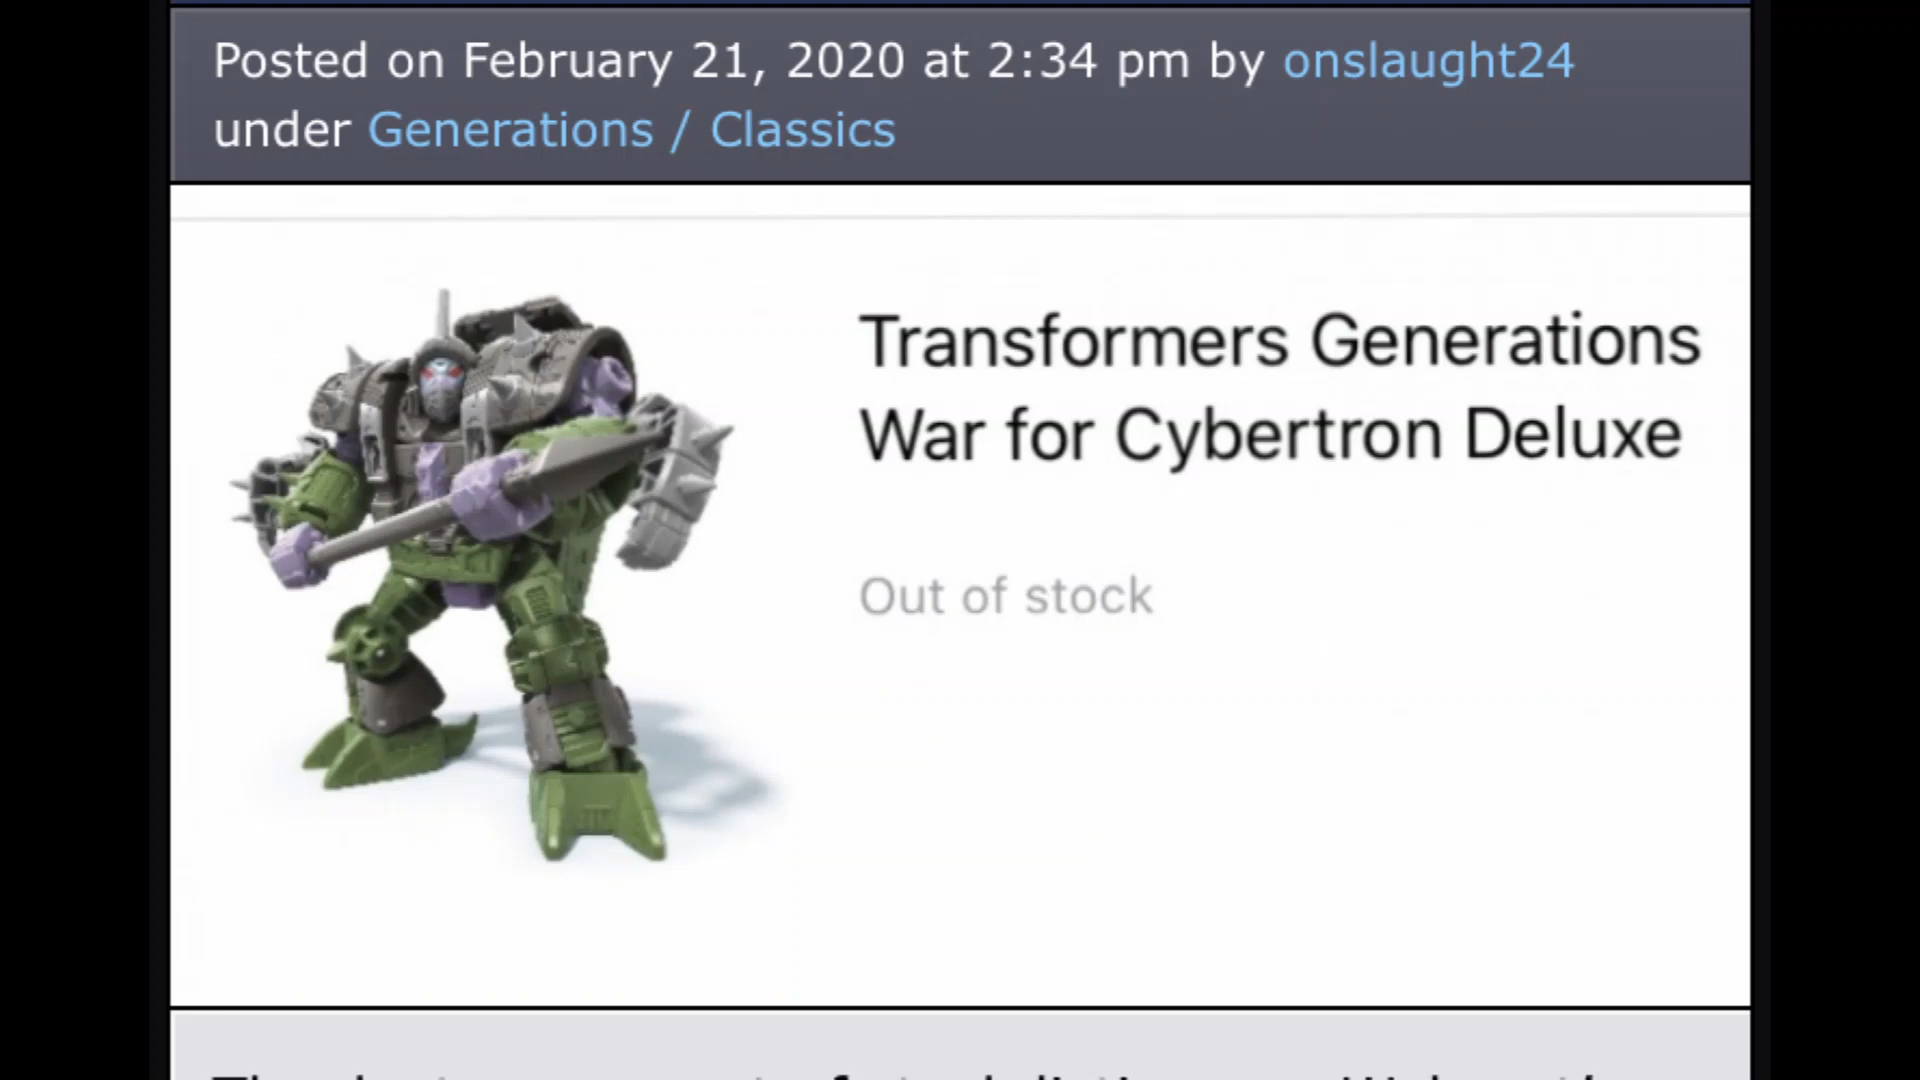 Posted on February 21, 2020 at 2:34 pm by onslaught24
under Generations / Classics
Transformers Generations
War for Cybertron Deluxe
Out of stock